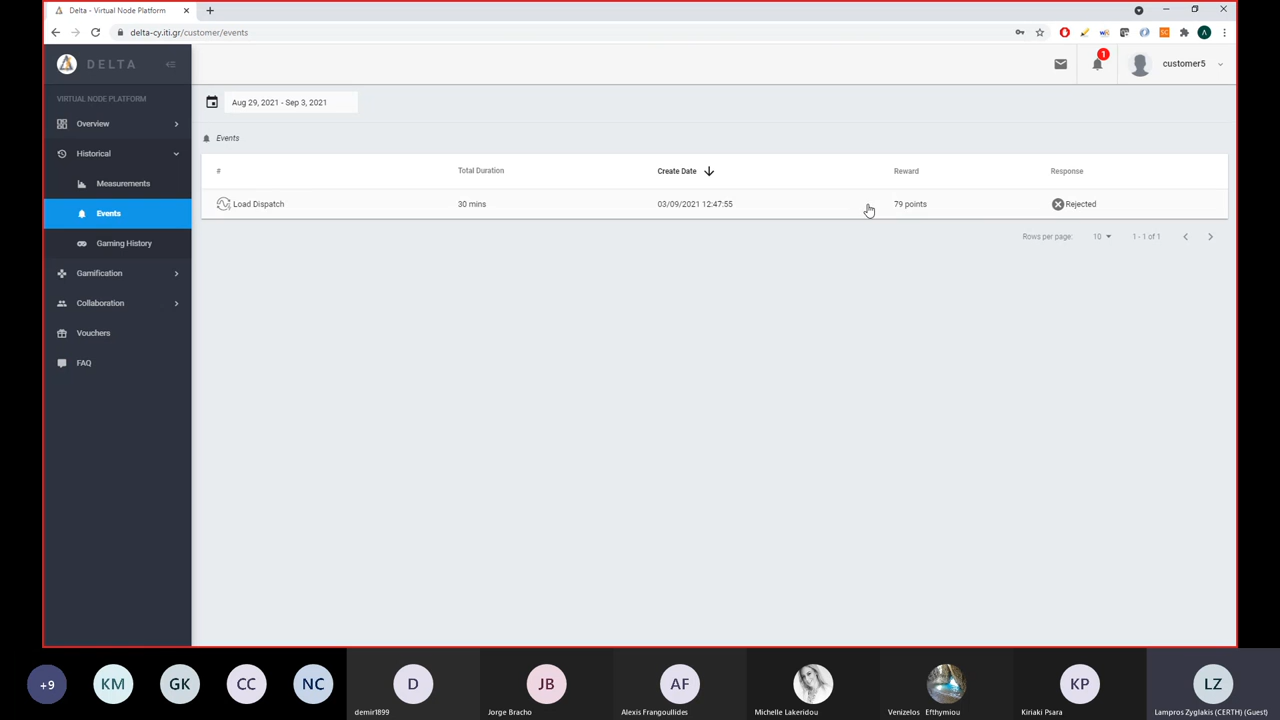 Delta - Virtual Node Platform
delta-cy.iti.gr/customer/events
DELTA
1
customer5
VIRTUAL NODE PLATFORM
Overview
Historical
Measurements
Events
Gaming History
Gamification
Collaboration
Vouchers
FAQ
Aug 29, 2021 - Sep 3, 2021
Events
# Total Duration Create Date Reward Response
Load Dispatch 30 mins 03/09/2021 12:47:55 79 points Rejected
Rows per page: 10 1 - 1 of 1
+9 KM GK CC NC D JB AF KP LZ
demir1899 Jorge Bracho Alexis Frangoullides Michelle Lakeridou Venizelos Efthymiou Kiriaki Psara Lampros Zyglakis (CERTH) (Guest)